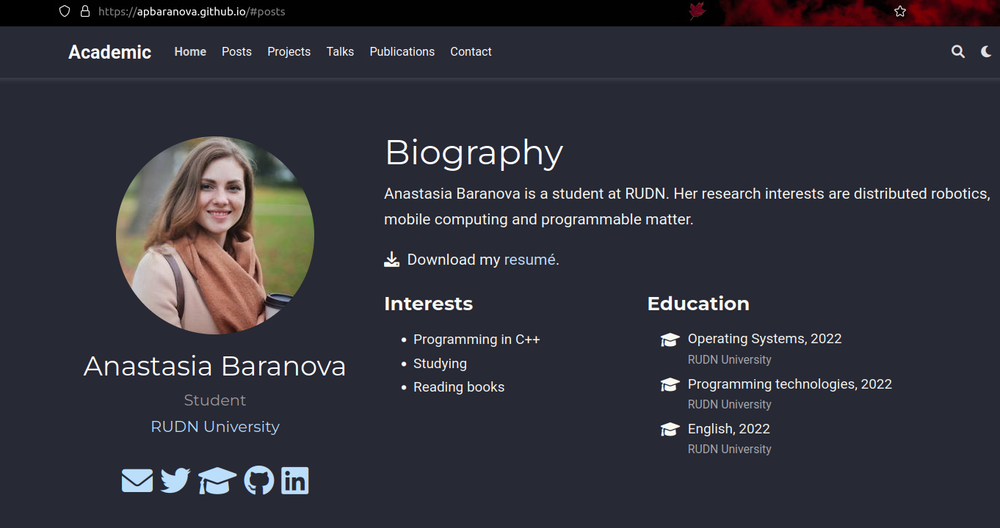 https://apbaranova.github.io/#posts
Academic Home Posts Projects Talks Publications Contact
Biography
Anastasia Baranova is a student at RUDN. Her research interests are distributed robotics,
mobile computing and programmable matter.
Download my resumé.
Interests
Programming in C++
Studying
Reading books
Education
Operating Systems, 2022
RUDN University
Programming technologies, 2022
RUDN University
English, 2022
RUDN University
Anastasia Baranova
Student
RUDN University
in